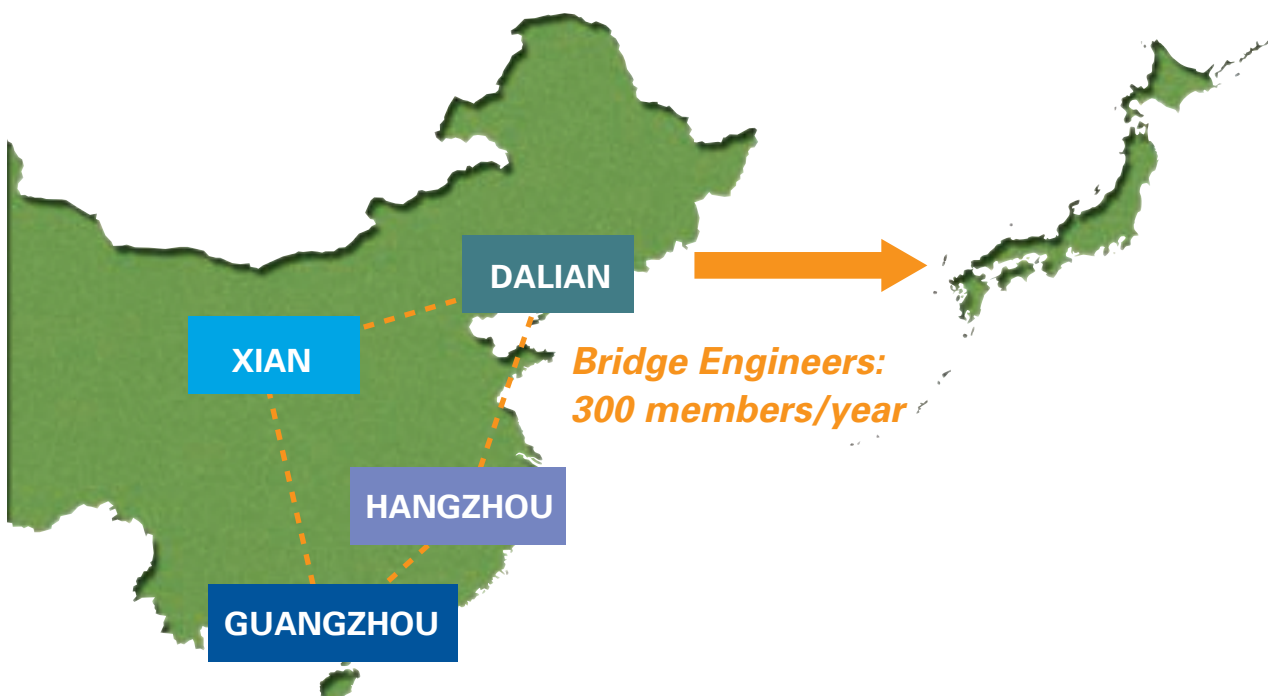 DALIAN
XIAN
Bridge Engineers:
300 members/year
HANGZHOU
GUANGZHOU